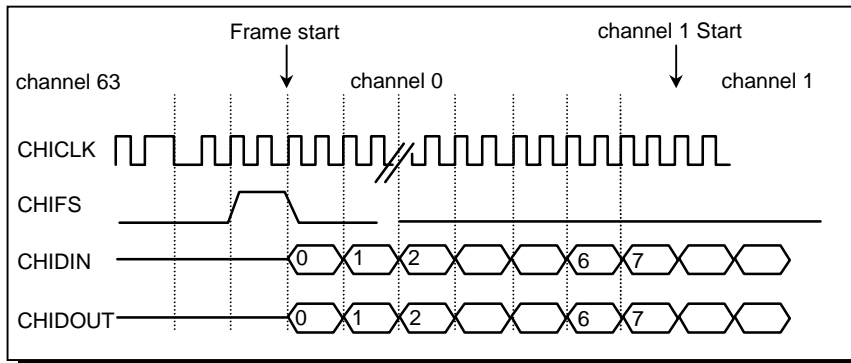 Frame start channel 1 Start
channel 63 channel 0 channel 1
CHICLK
CHIFS
CHIDIN 0 1 2 6 7
CHIDOUT 0 1 2 6 7